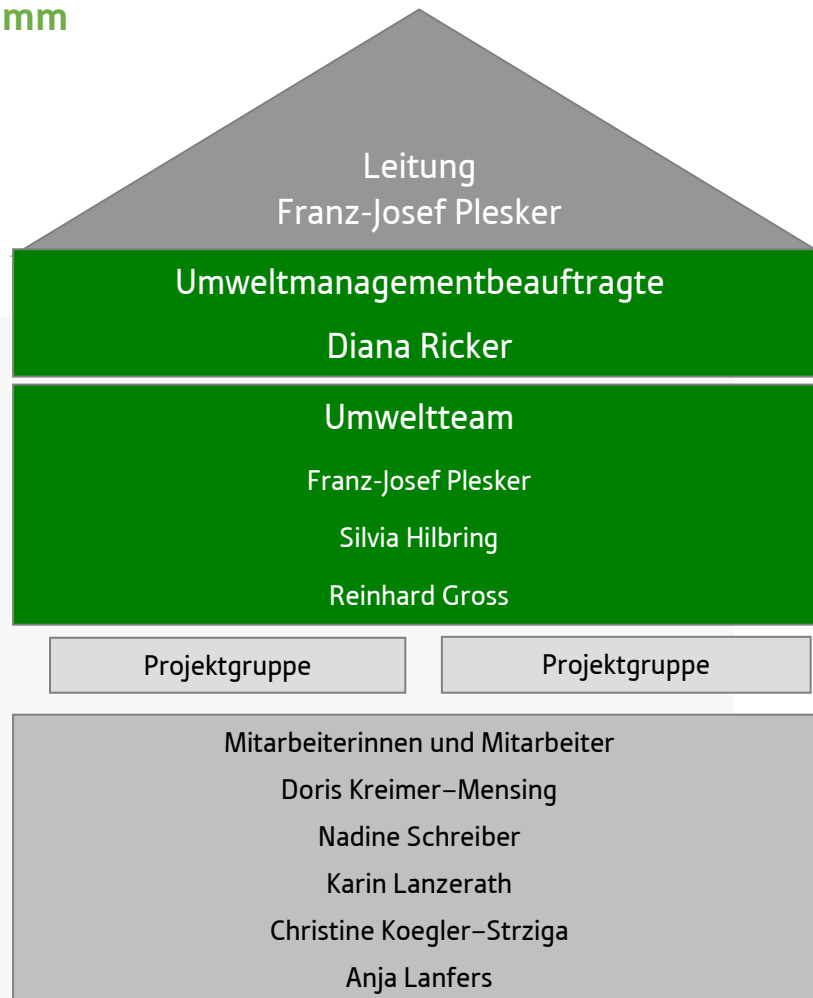 mm
Leitung
Franz-Josef Plesker
Umweltmanagementbeauftragte
Diana Ricker
Umweltteam
Franz-Josef Plesker
Silvia Hilbring
Reinhard Gross
Projektgruppe
Projektgruppe
Mitarbeiterinnen und Mitarbeiter
Doris Kreimer–Mensing
Nadine Schreiber
Karin Lanzerath
Christine Koegler–Strziga
Anja Lanfers